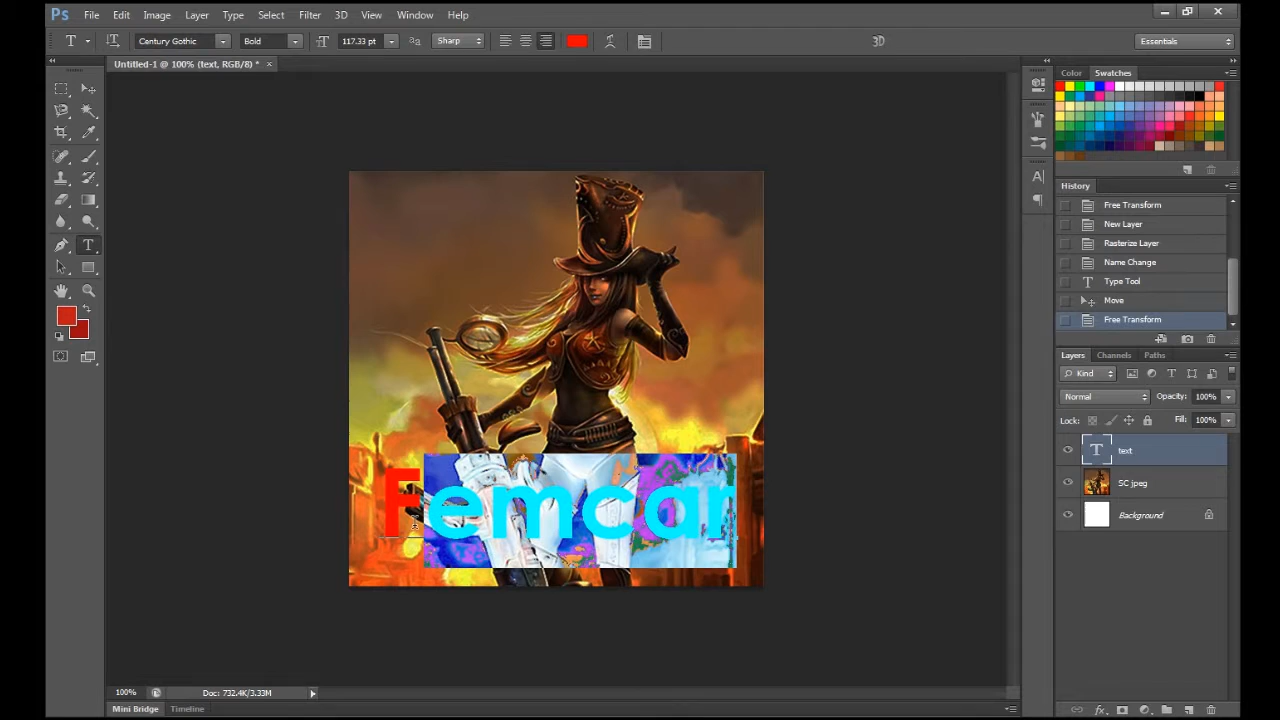 Ps File Edit Image Layer Type Select Filter 3D View Window Help
T Century Gothic Bold 117.33 pt Sharp 3D Essentials
Untitled-1 @ 100% (text, RGB/8) * ×
Color Swatches
History
Free Transform
New Layer
Rasterize Layer
Name Change
Type Tool
Move
Free Transform
Layers Channels Paths
Kind
Normal Opacity: 100%
Lock: Fill: 100%
text
SC jpeg
Background
Femcar
100% Doc: 732.4K/3.33M
Mini Bridge Timeline